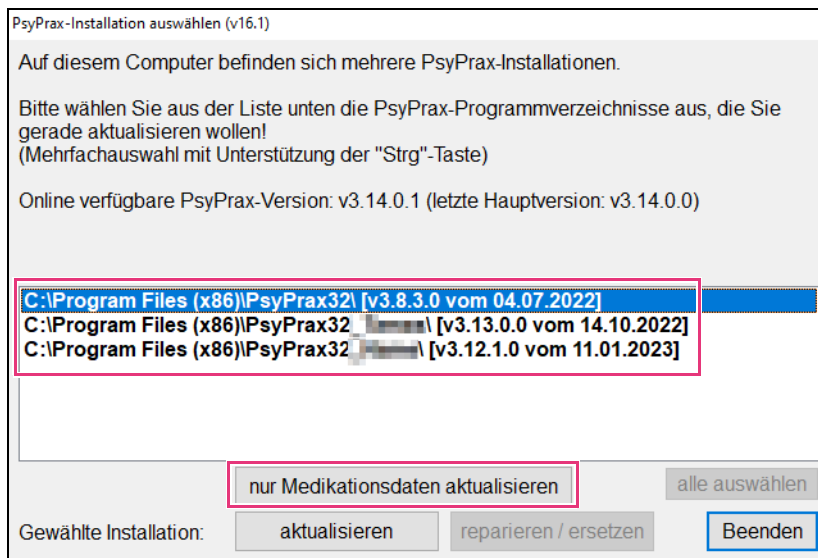 PsyPrax-Installation auswählen (v16.1)
Auf diesem Computer befinden sich mehrere PsyPrax-Installationen.
Bitte wählen Sie aus der Liste unten die PsyPrax-Programmverzeichnisse aus, die Sie
gerade aktualisieren wollen!
(Mehrfachauswahl mit Unterstützung der "Strg"-Taste)
Online verfügbare PsyPrax-Version: v3.14.0.1 (letzte Hauptversion: v3.14.0.0)
C:\Program Files (x86)\PsyPrax32\ [v3.8.3.0 vom 04.07.2022]
C:\Program Files (x86)\PsyPrax32 \ [v3.13.0.0 vom 14.10.2022]
C:\Program Files (x86)\PsyPrax32 \ [v3.12.1.0 vom 11.01.2023]
nur Medikationsdaten aktualisieren
alle auswählen
Gewählte Installation:
aktualisieren
reparieren / ersetzen
Beenden